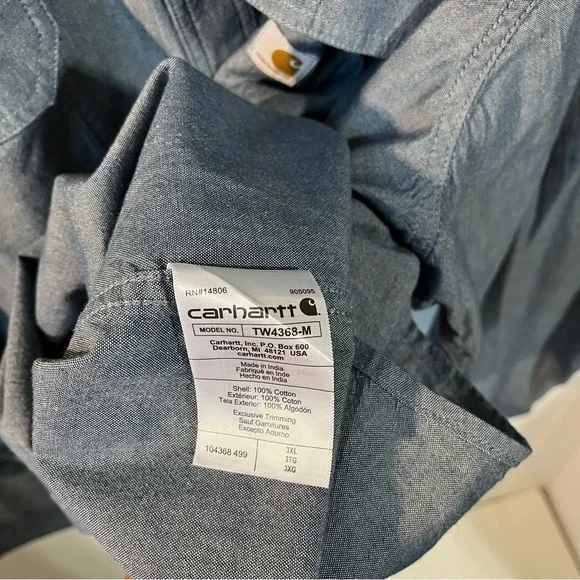 RN#14806 905095
carhartt
MODEL NO. TW4368-M
Carhartt, Inc. P.O. Box 600
Dearborn, MI 48121 USA
carhartt.com
Made in India
Fabriqué en Inde
Hecho en India
Shell: 100% Cotton
Extérieur: 100% Coton
Tela Exterior: 100% Algodón
Exclusive Trimming
Sauf Garnitures
Excepto Adorno
104368 499 3XL
3TG
3XG